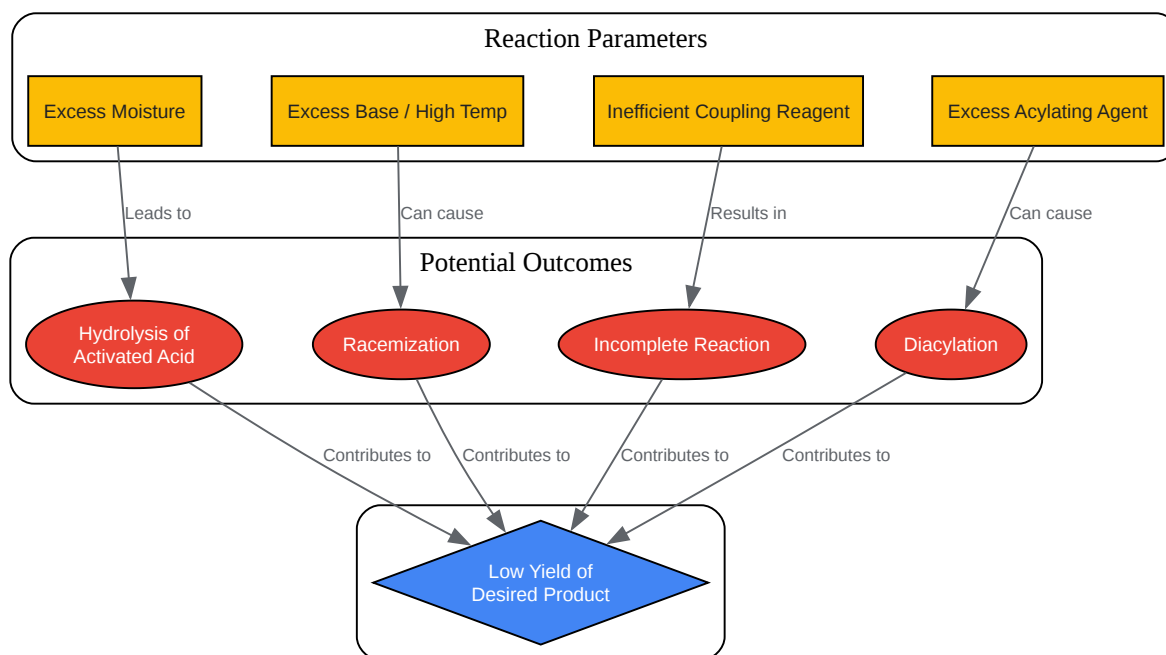 Reaction Parameters
Excess Moisture
Excess Base / High Temp
Inefficient Coupling Reagent
Excess Acylating Agent
Leads to
Can cause
Results in
Can cause
Potential Outcomes
Hydrolysis of
Activated Acid
Racemization
Incomplete Reaction
Diacylation
Contributes to
Contributes to
Contributes to
Contributes to
Low Yield of
Desired Product